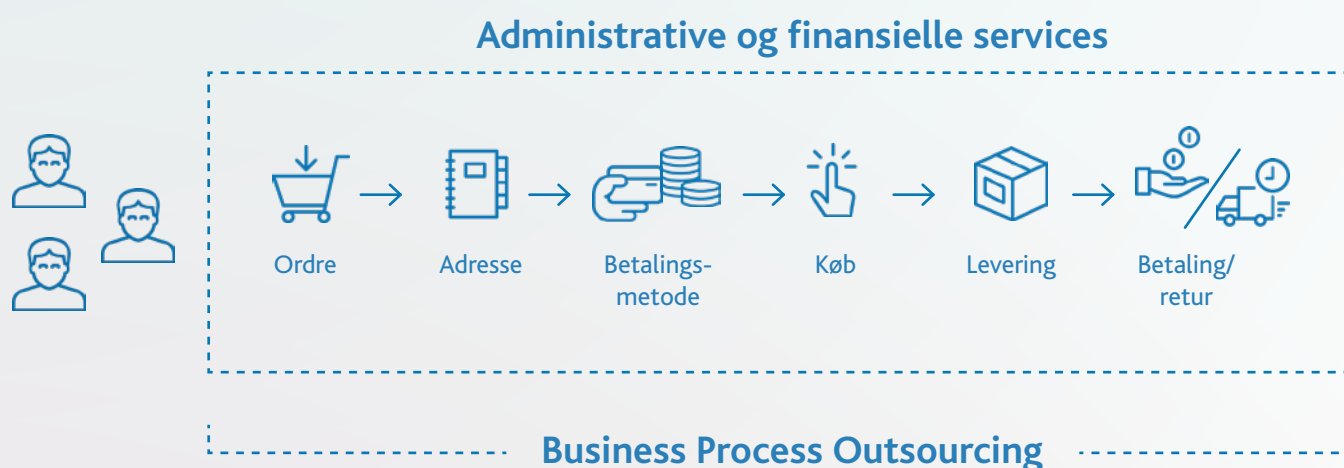 Administrative og finansielle services
Ordre
Adresse
Betalings-
metode
Køb
Levering
Betaling/
retur
Business Process Outsourcing